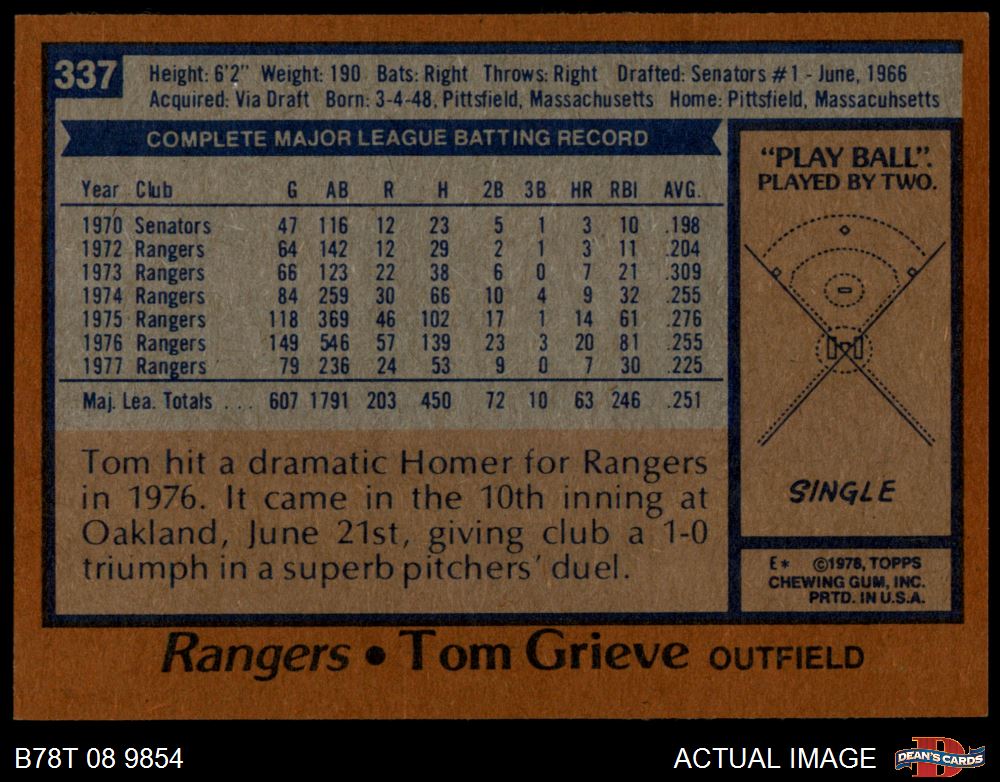 337
Height: 6'2" Weight: 190 Bats: Right Throws: Right Drafted: Senators #1 - June, 1966
Acquired: Via Draft Born: 3-4-48, Pittsfield, Massachusetts Home: Pittsfield, Massacuhsetts
COMPLETE MAJOR LEAGUE BATTING RECORD
Year Club G AB R H 2B 3B HR RBI AVG.
1970 Senators 47 116 12 23 5 1 3 10 .198
1972 Rangers 64 142 12 29 2 1 3 11 .204
1973 Rangers 66 123 22 38 6 0 7 21 .309
1974 Rangers 84 259 30 66 10 4 9 32 .255
1975 Rangers 118 369 46 102 17 1 14 61 .276
1976 Rangers 149 546 57 139 23 3 20 81 .255
1977 Rangers 79 236 24 53 9 0 7 30 .225
Maj. Lea. Totals . . . 607 1791 203 450 72 10 63 246 .251
Tom hit a dramatic Homer for Rangers
in 1976. It came in the 10th inning at
Oakland, June 21st, giving club a 1-0
triumph in a superb pitchers' duel.
"PLAY BALL".
PLAYED BY TWO.
SINGLE
E* ©1978, TOPPS
CHEWING GUM, INC.
PRTD. IN U.S.A.
Rangers • Tom Grieve OUTFIELD
B78T 08 9854
ACTUAL IMAGE
D
DEAN'S CARDS